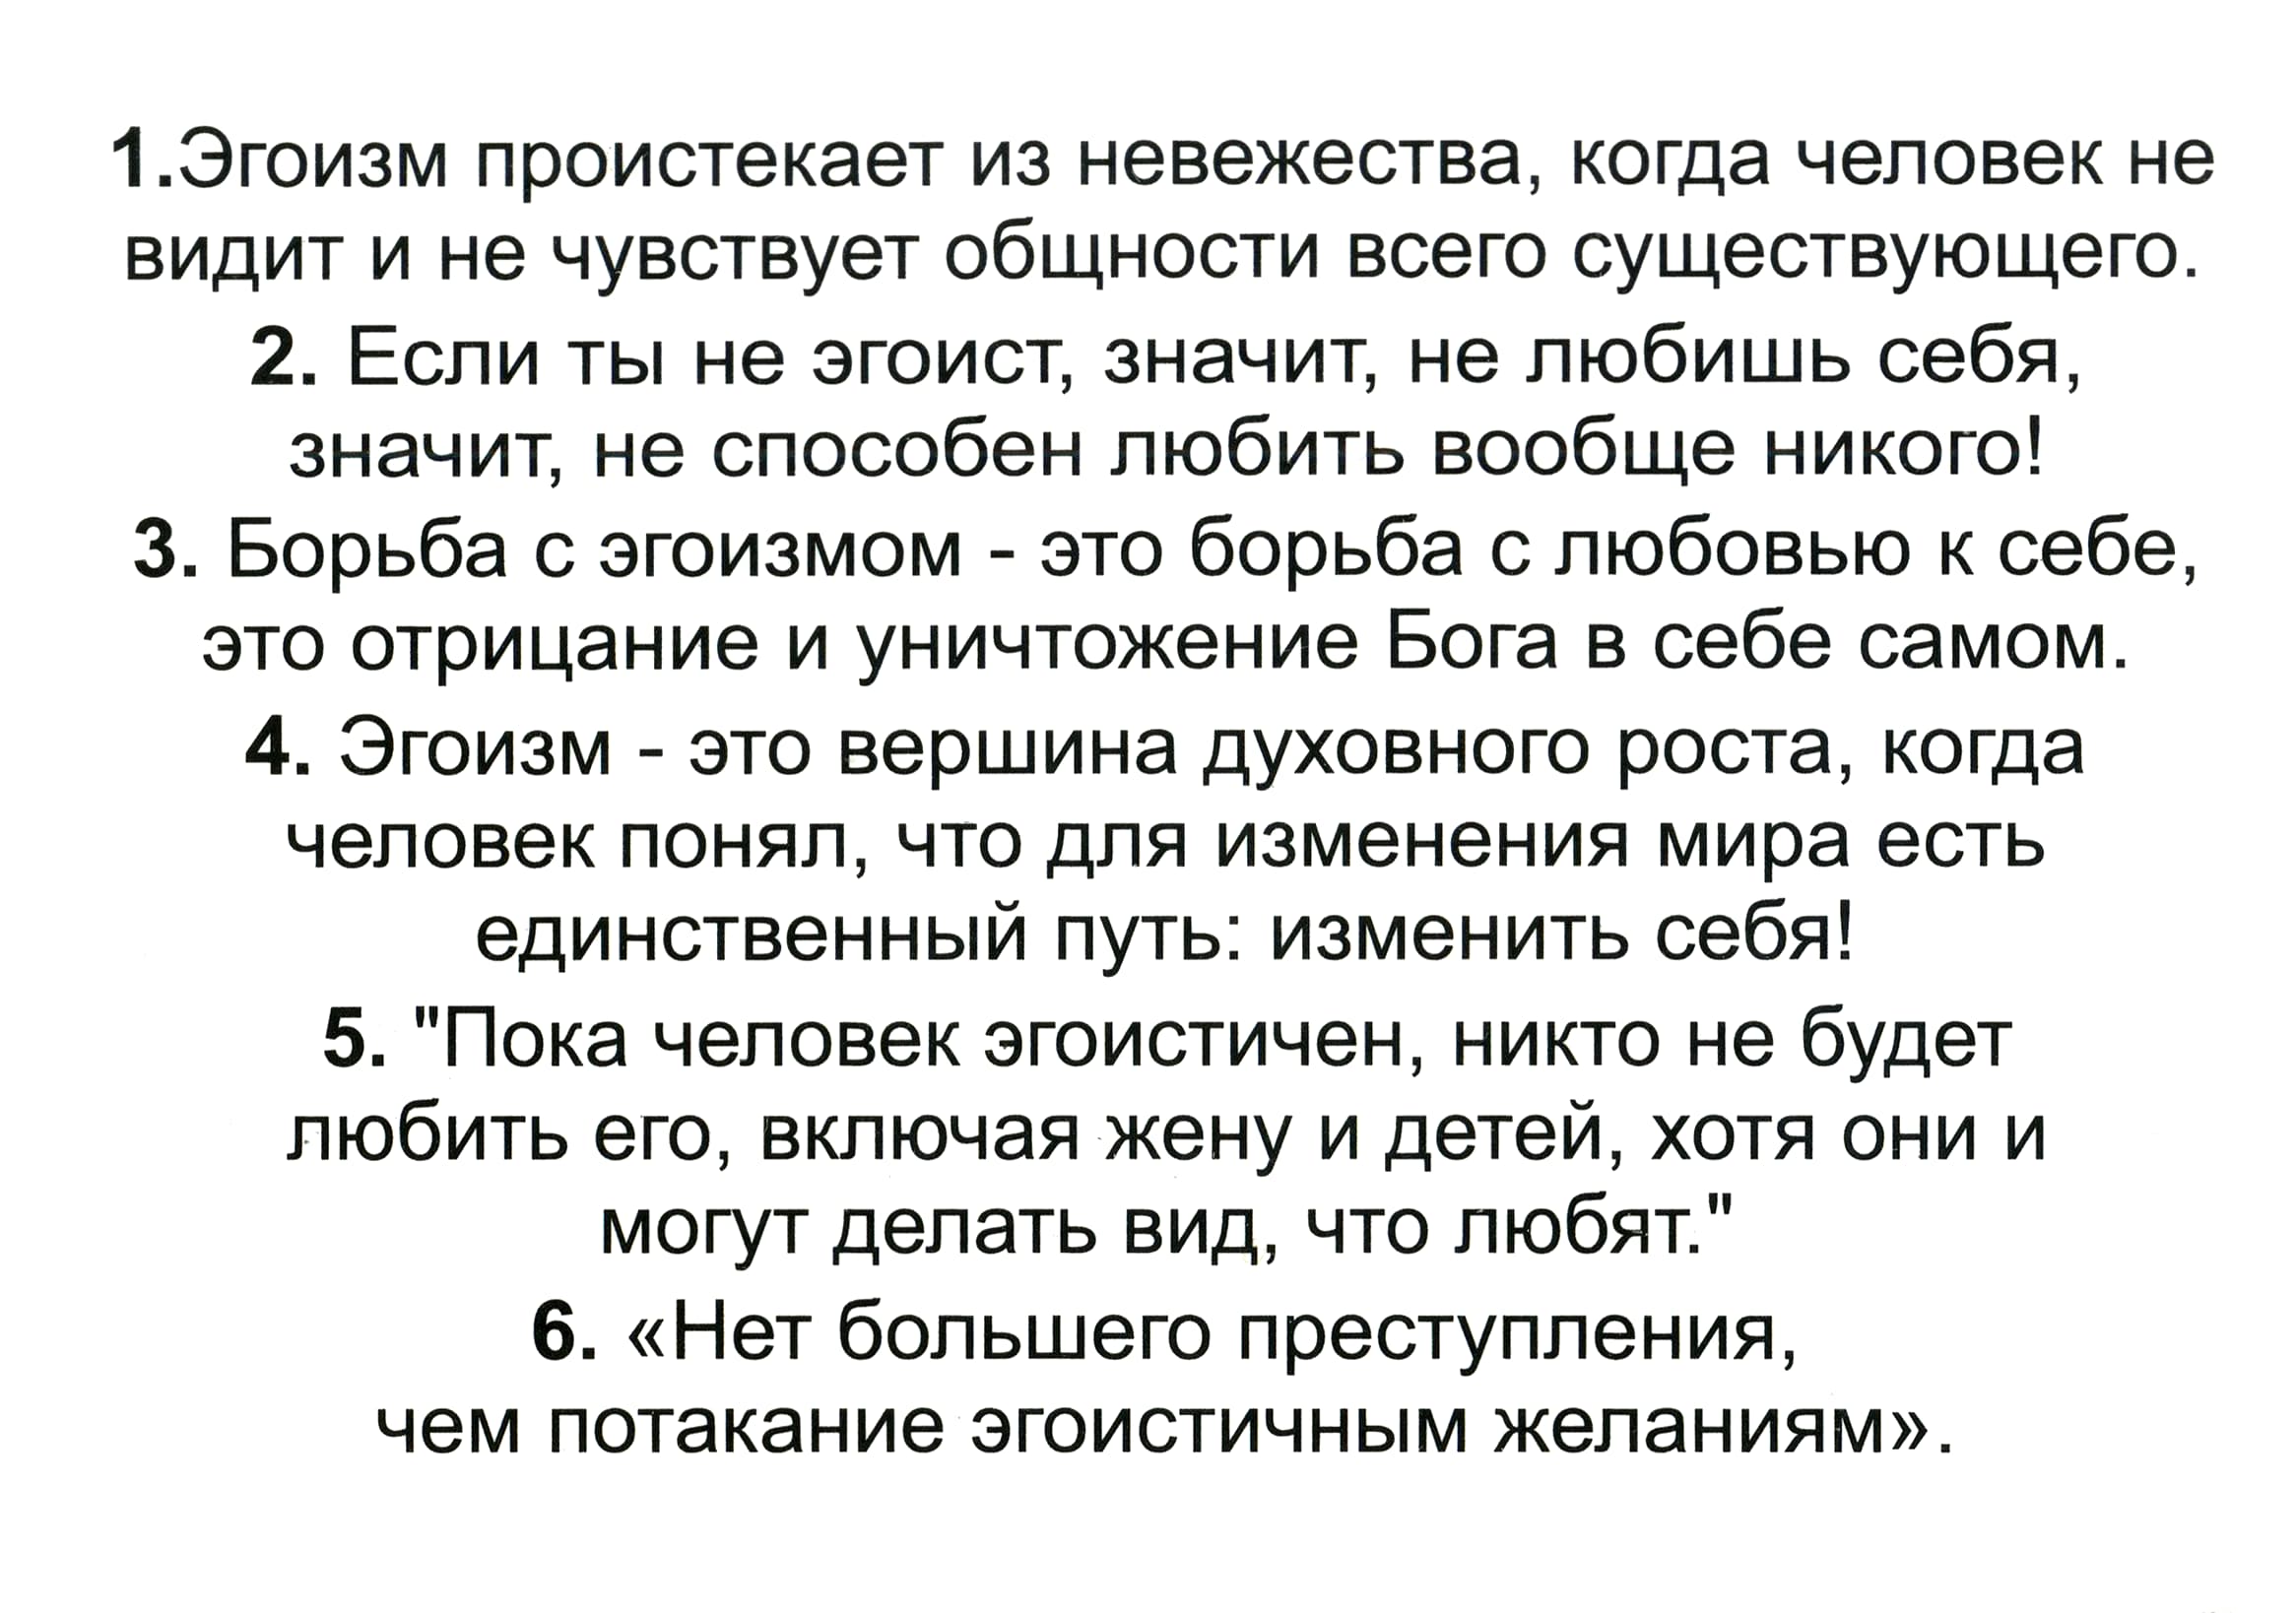 1.Эгоизм проистекает из невежества, когда человек не
видит и не чувствует общности всего существующего.
2. Если ты не эгоист, значит, не любишь себя,
значит, не способен любить вообще никого!
3. Борьба с эгоизмом - это борьба с любовью к себе,
это отрицание и уничтожение Бога в себе самом.
4. Эгоизм - это вершина духовного роста, когда
человек понял, что для изменения мира есть
единственный путь: изменить себя!
5. "Пока человек эгоистичен, никто не будет
любить его, включая жену и детей, хотя они и
могут делать вид, что любят."
6. «Нет большего преступления,
чем потакание эгоистичным желаниям».